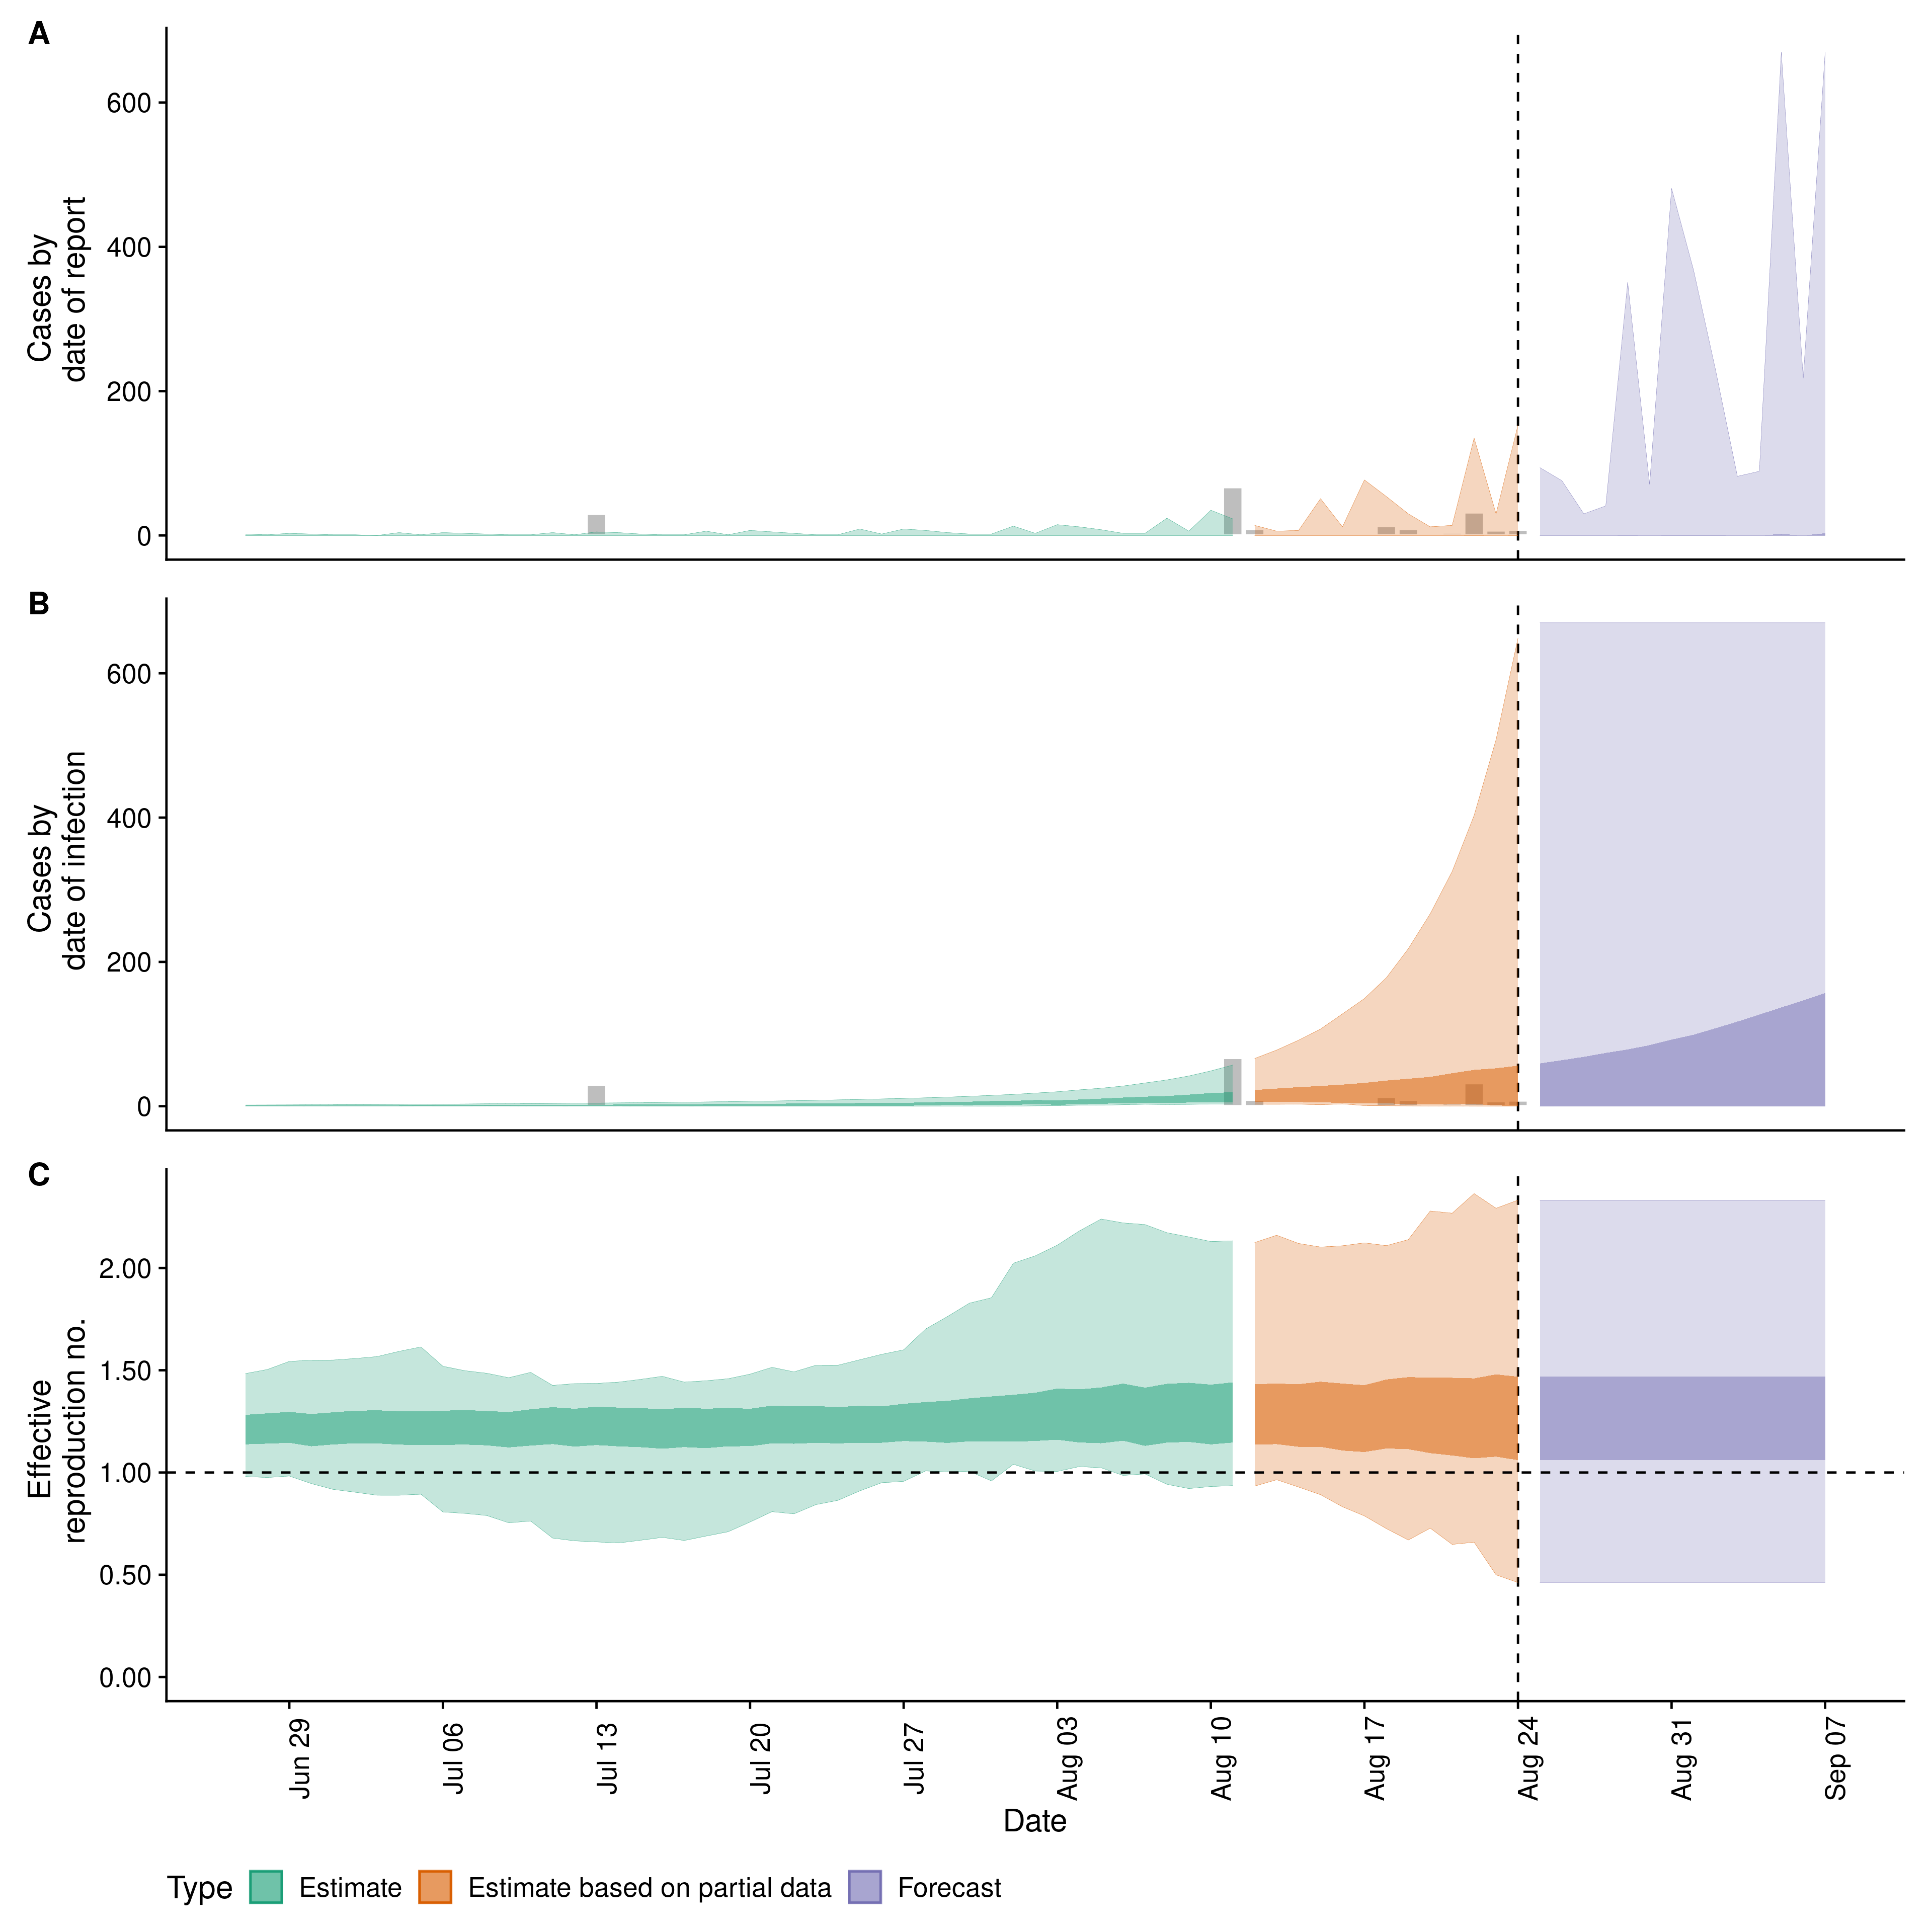 A
Cases by
date of report
600
400
200
0
B
Cases by
date of infection
600
400
200
0
C
Effective
reproduction no.
2.00
1.50
1.00
0.50
0.00
Jun 29
Jul 06
Jul 13
Jul 20
Jul 27
Aug 03
Aug 10
Aug 17
Aug 24
Aug 31
Sep 07
Date
Type
Estimate
Estimate based on partial data
Forecast